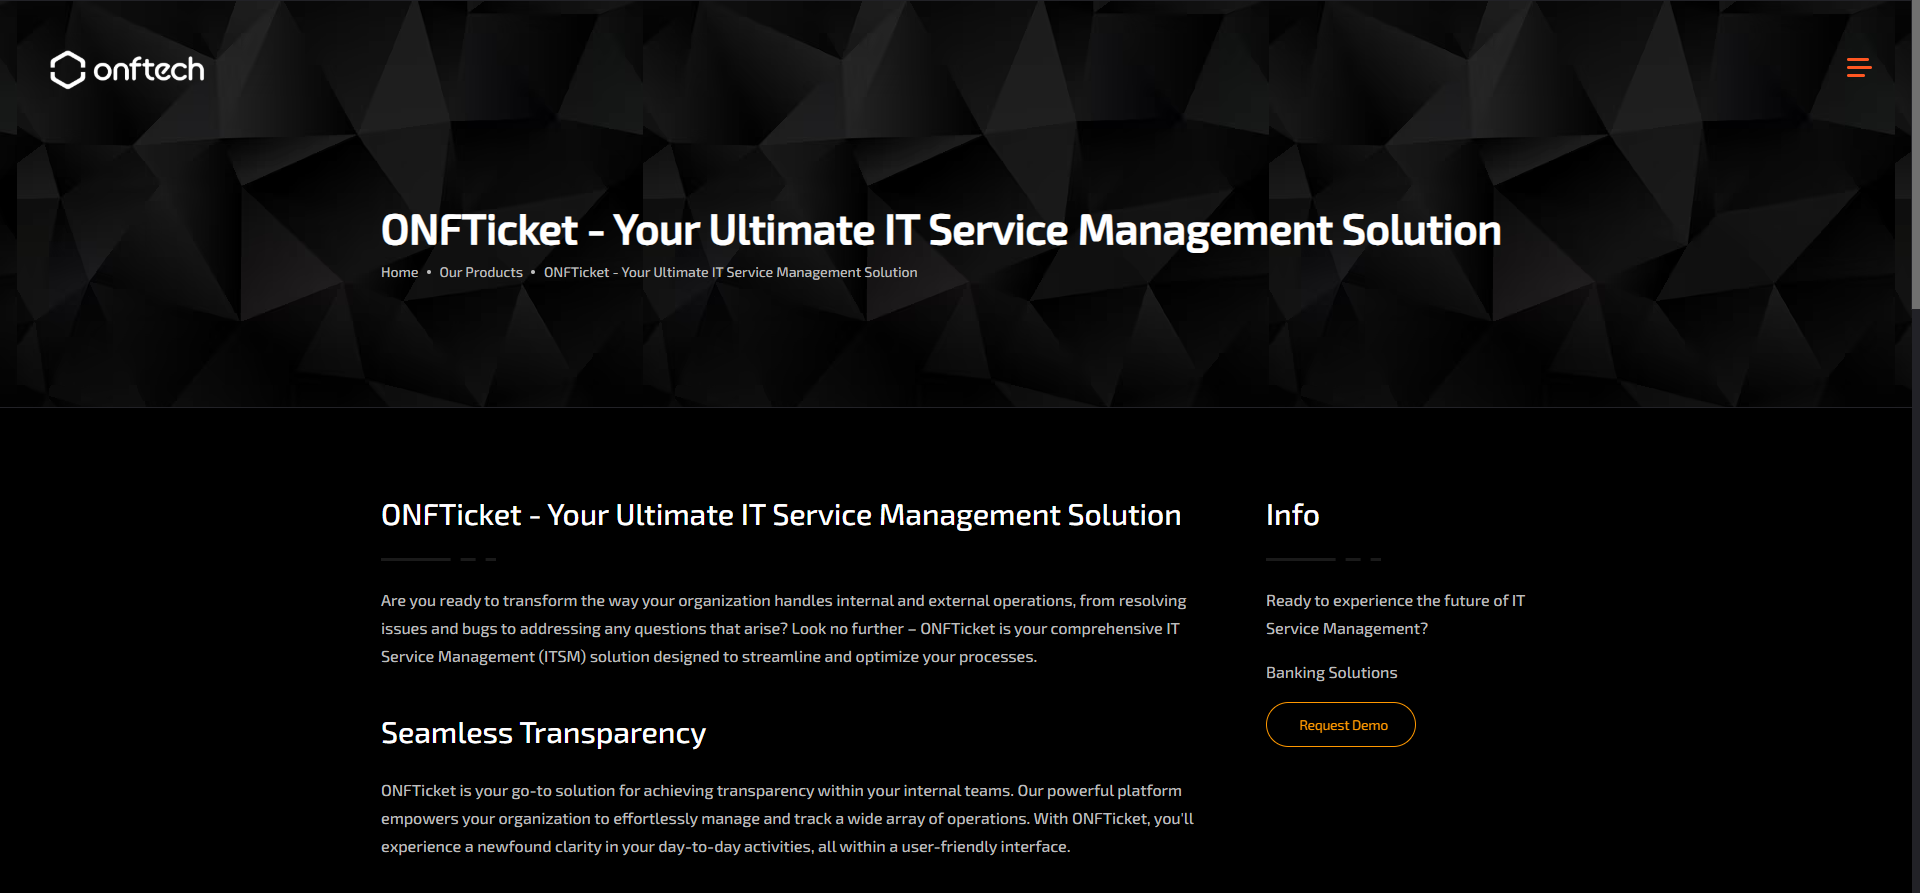 onftech
ONFTicket - Your Ultimate IT Service Management Solution
Home • Our Products • ONFTicket - Your Ultimate IT Service Management Solution
ONFTicket - Your Ultimate IT Service Management Solution
Are you ready to transform the way your organization handles internal and external operations, from resolving
issues and bugs to addressing any questions that arise? Look no further – ONFTicket is your comprehensive IT
Service Management (ITSM) solution designed to streamline and optimize your processes.
Seamless Transparency
ONFTicket is your go-to solution for achieving transparency within your internal teams. Our powerful platform
empowers your organization to effortlessly manage and track a wide array of operations. With ONFTicket, you'll
experience a newfound clarity in your day-to-day activities, all within a user-friendly interface.
Info
Ready to experience the future of IT
Service Management?
Banking Solutions
Request Demo